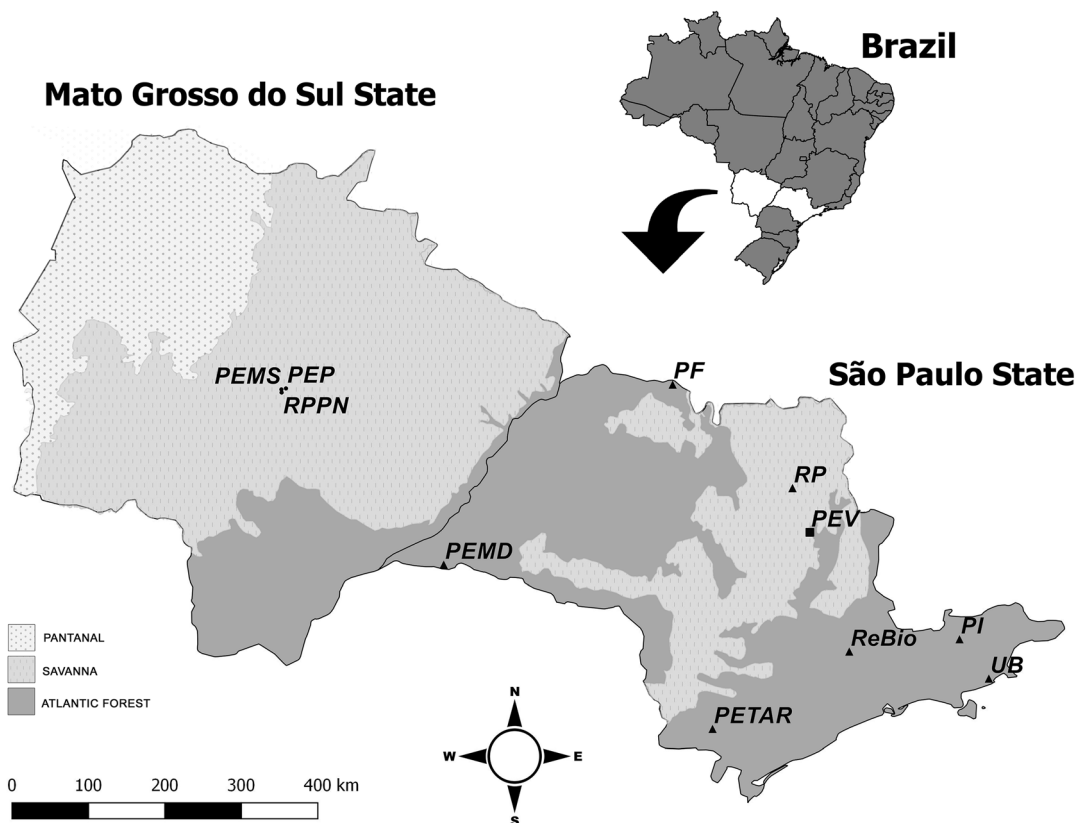 Brazil
Mato Grosso do Sul State
PEMS PEP
RPPN
PF
São Paulo State
RP
PEV
PEMD
ReBio
PI
UB
PETAR
PANTANAL
SAVANNA
ATLANTIC FOREST
N
W E
S
0 100 200 300 400 km